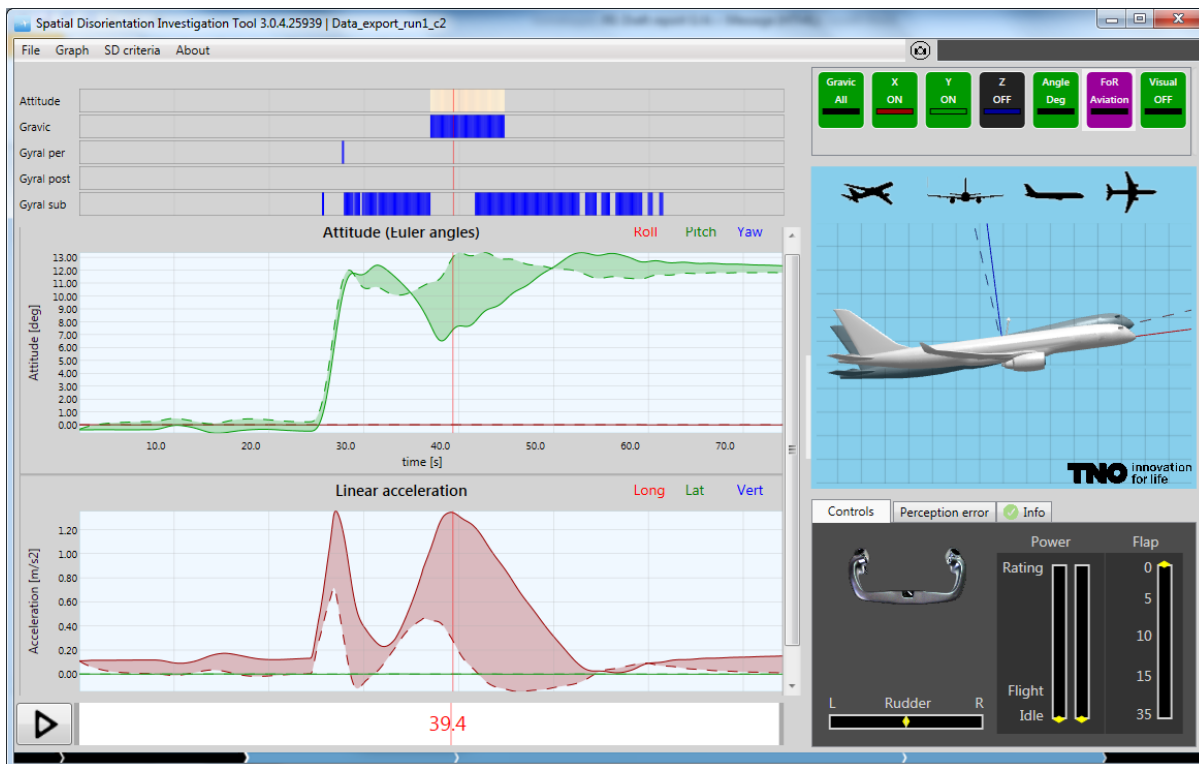 Spatial Disorientation Investigation Tool 3.0.4.25939 | Data_export_run1_c2
File Graph SD criteria About
Gravic All
X ON
Y ON
Z OFF
Angle Deg
FoR Aviation
Visual OFF
Attitude
Gravic
Gyral per
Gyral post
Gyral sub
Attitude (Euler angles)
Roll Pitch Yaw
Attitude [deg]
13.00
12.00
11.00
10.00
9.00
8.00
7.00
6.00
5.00
4.00
3.00
2.00
1.00
0.00
10.0 20.0 30.0 40.0 50.0 60.0 70.0
time [s]
Linear acceleration
Long Lat Vert
Acceleration [m/s2]
1.20
1.00
0.80
0.60
0.40
0.20
0.00
39.4
TNO innovation
for life
Controls Perception error Info
Power Flap
Rating
Flight
Idle
0
5
10
15
35
L Rudder R